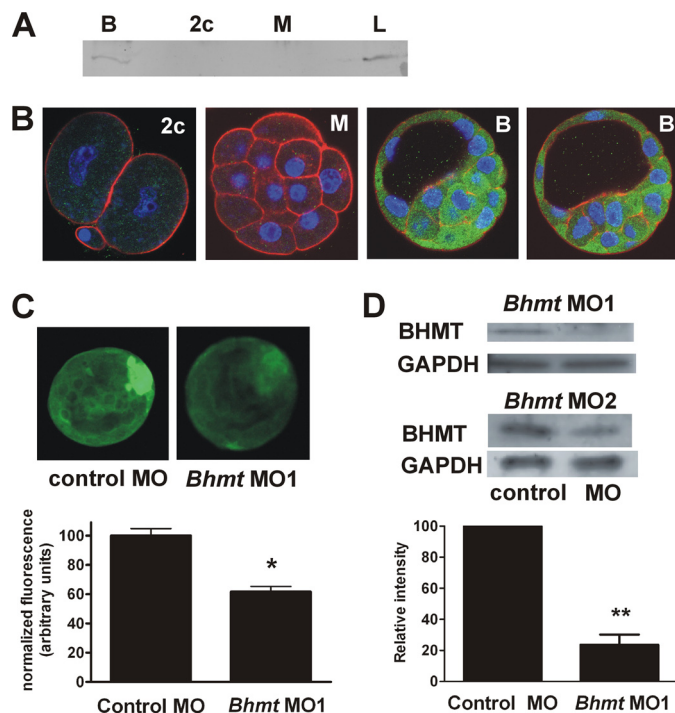 A
B 2c M L
B
2c
M
B
B
C
control MO Bhmt MO1
normalized fluorescence
(arbitrary units)
120
100
80
60
40
20
0
*
Control MO Bhmt MO1
D
Bhmt MO1
BHMT
GAPDH
Bhmt MO2
BHMT
GAPDH
control MO
Relative intensity
100
80
60
40
20
0
**
Control MO Bhmt MO1